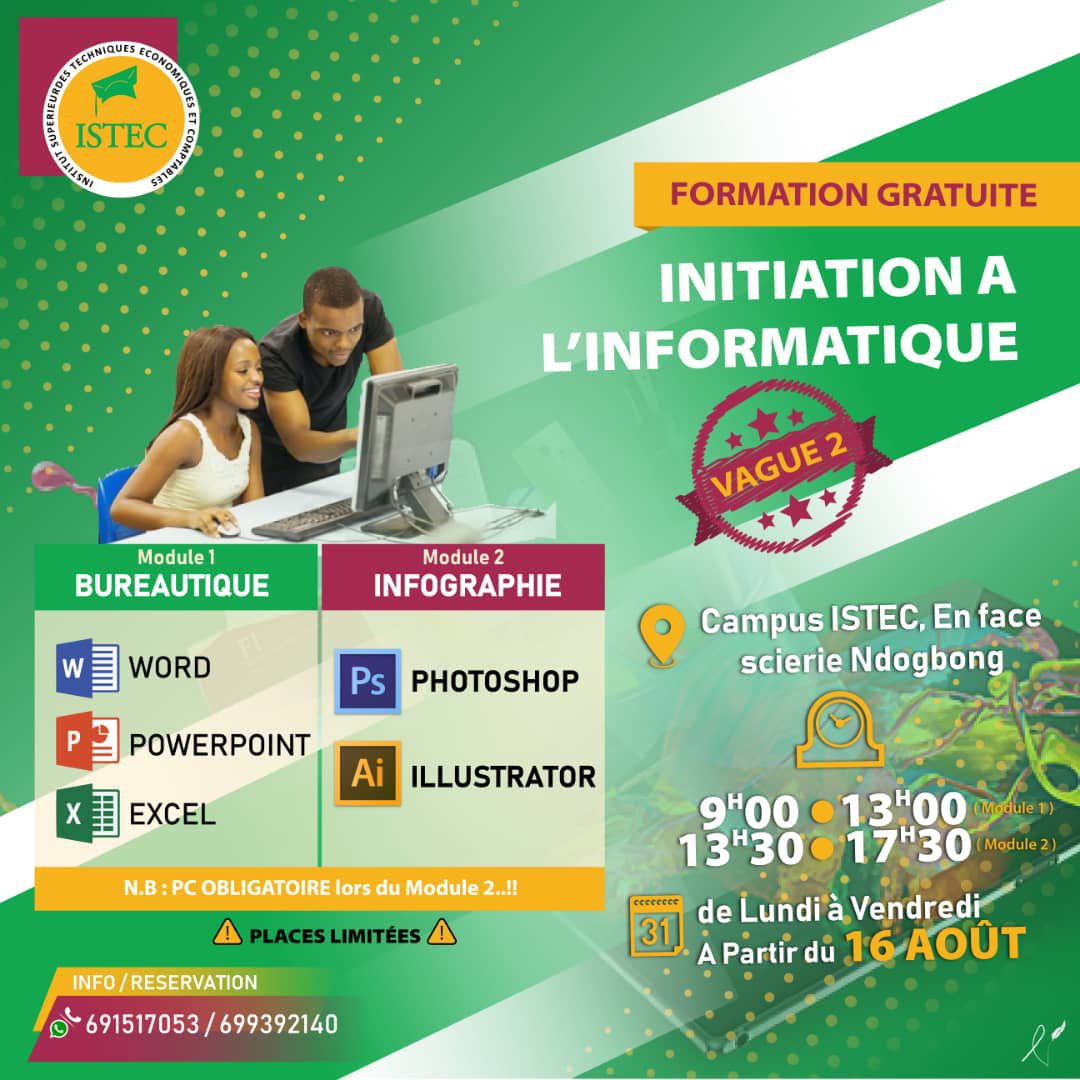 INSTITUT SUPERIEURDES TECHNIQUES ECONOMIQUES ET COMPTABLES
ISTEC
FORMATION GRATUITE
INITIATION A
L’INFORMATIQUE
VAGUE 2
Module 1
BUREAUTIQUE
WORD
POWERPOINT
EXCEL
Module 2
INFOGRAPHIE
Ps PHOTOSHOP
Ai ILLUSTRATOR
N.B : PC OBLIGATOIRE lors du Module 2..!!
PLACES LIMITÉES
INFO / RESERVATION
691517053 / 699392140
Campus ISTEC, En face
scierie Ndogbong
9H00 • 13H00 (Module 1)
13H30 • 17H30 (Module 2)
31
de Lundi à Vendredi
A Partir du 16 AOÛT